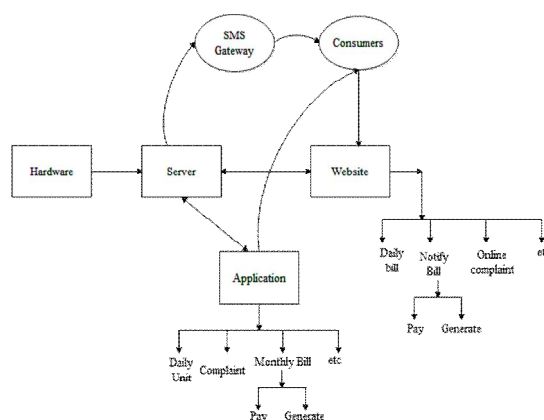 SMS
Gateway
Consumers
Hardware
Server
Website
Application
Daily
bill
Notify
Bill
Online
complaint
Pay
Generate
Daily
Unit
Complaint
Monthly Bill
etc
Pay
Generate